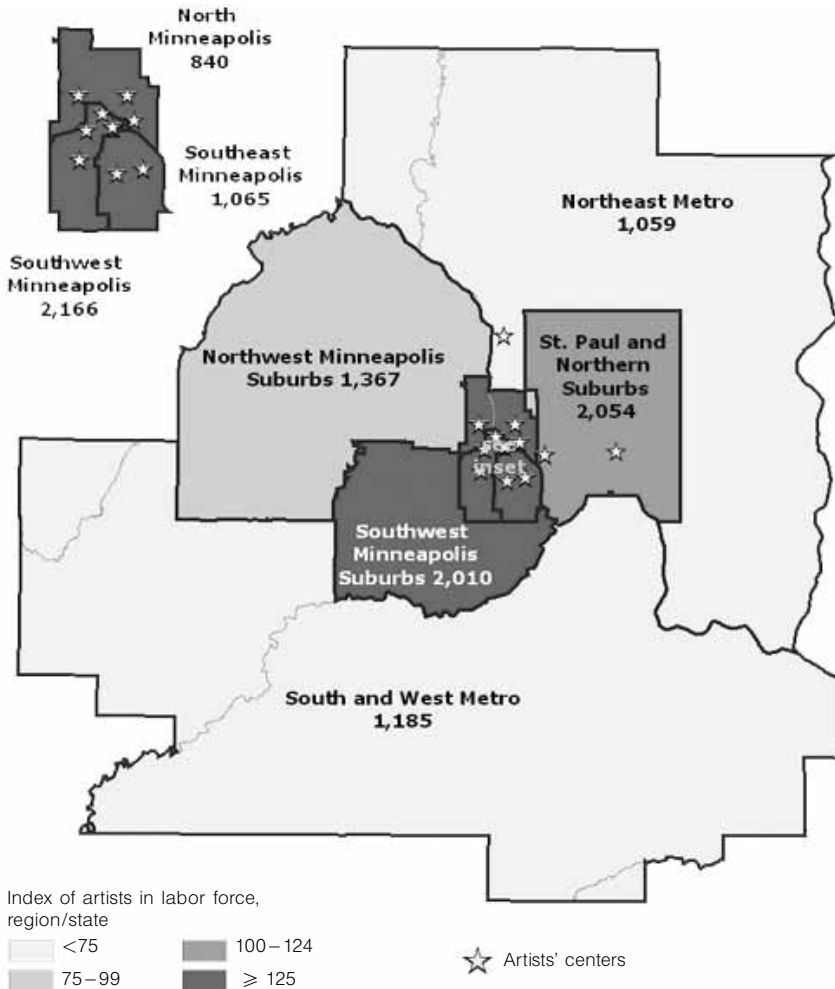 North
Minneapolis
840
Southeast
Minneapolis
1,065
Southwest
Minneapolis
2,166
Northeast Metro
1,059
Northwest Minneapolis
Suburbs 1,367
St. Paul and
Northern
Suburbs
2,054
see
inset
Southwest
Minneapolis
Suburbs 2,010
South and West Metro
1,185
Index of artists in labor force,
region/state
<75
100–124
75–99
≥ 125
Artists' centers